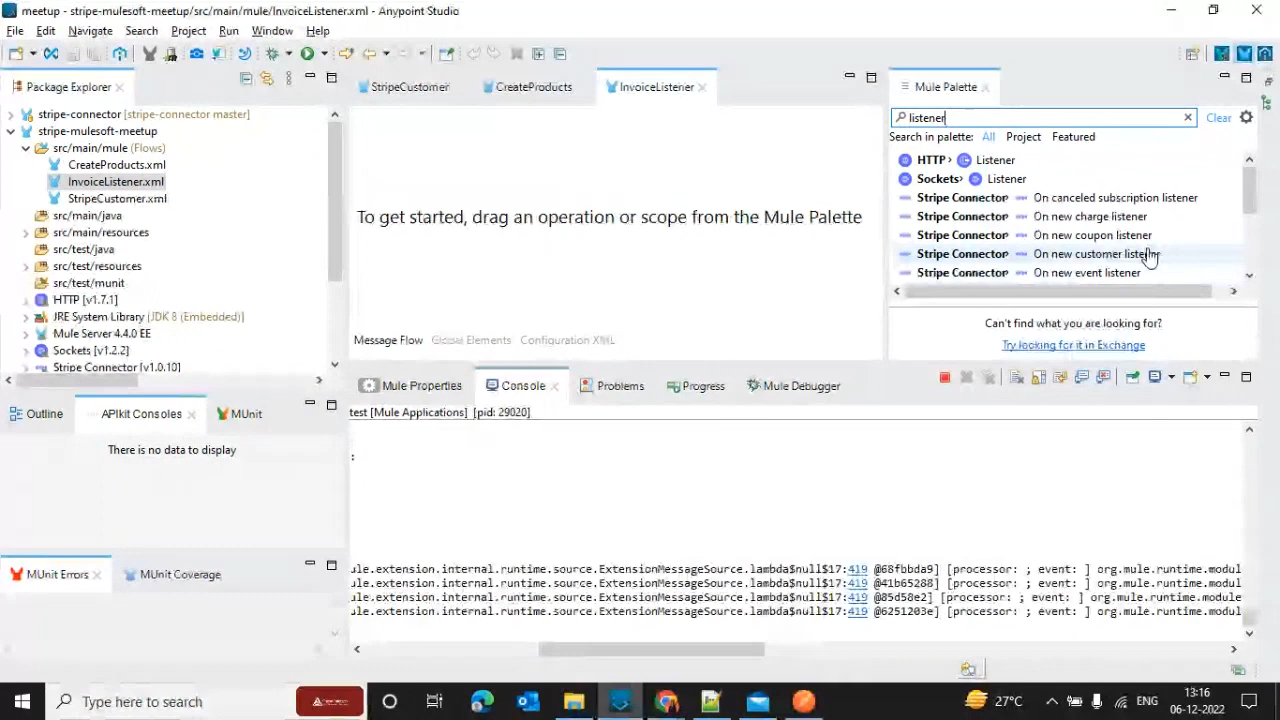 meetup - stripe-mulesoft-meetup/src/main/mule/InvoiceListener.xml - Anypoint Studio
File Edit Navigate Search Project Run Window Help
Package Explorer
StripeCustomer
CreateProducts
InvoiceListener
Mule Palette
stripe-connector [stripe-connector master]
stripe-mulesoft-meetup
src/main/mule (Flows)
CreateProducts.xml
InvoiceListener.xml
StripeCustomer.xml
src/main/java
src/main/resources
src/test/java
src/test/resources
src/test/munit
HTTP [v1.7.1]
JRE System Library [JDK 8 (Embedded)]
Mule Server 4.4.0 EE
Sockets [v1.2.2]
Stripe Connector [v1.0.10]
To get started, drag an operation or scope from the Mule Palette
Message Flow Global Elements Configuration XML
listener
Clear
Search in palette: All Project Featured
HTTP > Listener
Sockets > Listener
Stripe Connector On canceled subscription listener
Stripe Connector On new charge listener
Stripe Connector On new coupon listener
Stripe Connector On new customer listener
Stripe Connector On new event listener
Can't find what you are looking for?
Try looking for it in Exchange
Outline
APIkit Consoles
MUnit
There is no data to display
MUnit Errors
MUnit Coverage
Mule Properties
Console
Problems
Progress
Mule Debugger
test [Mule Applications] [pid: 29020]
:
ule.extension.internal.runtime.source.ExtensionMessageSource.lambda$null$17:419 @68fbbda9] [processor: ; event: ] org.mule.runtime.modul
ule.extension.internal.runtime.source.ExtensionMessageSource.lambda$null$17:419 @41b65288] [processor: ; event: ] org.mule.runtime.modul
ule.extension.internal.runtime.source.ExtensionMessageSource.lambda$null$17:419 @85d58e2] [processor: ; event: ] org.mule.runtime.modul
ule.extension.internal.runtime.source.ExtensionMessageSource.lambda$null$17:419 @6251203e] [processor: ; event: ] org.mule.runtime.modul
Type here to search
27°C
ENG
13:16
06-12-2022